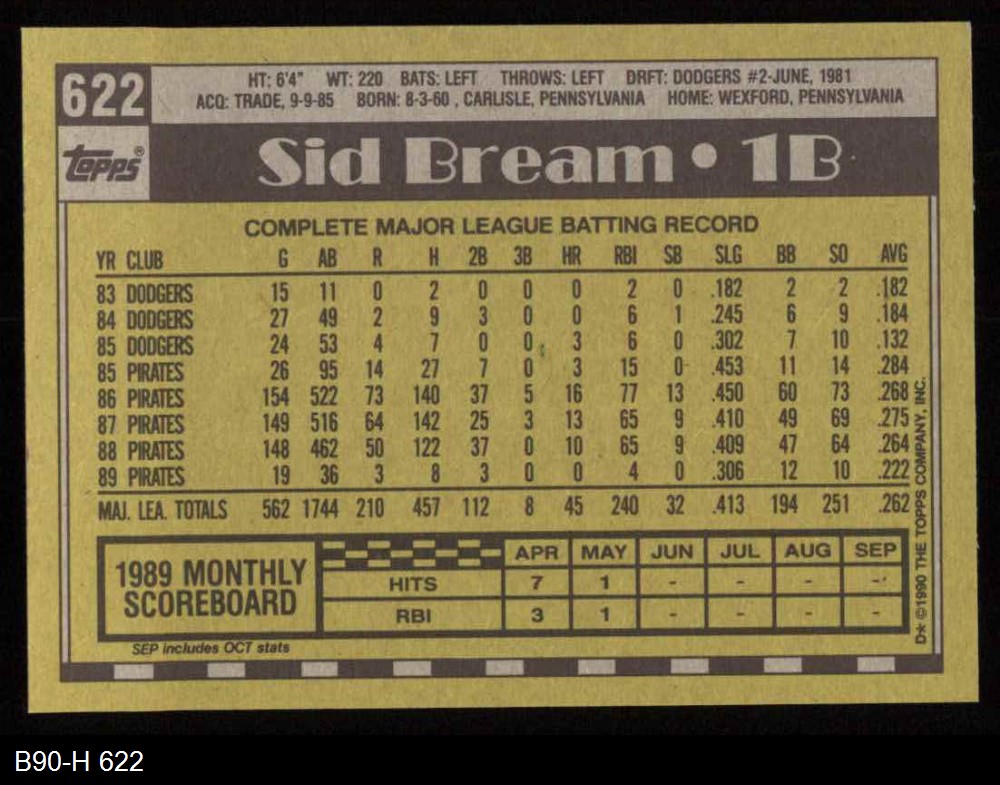 622
HT: 6'4" WT: 220 BATS: LEFT THROWS: LEFT DRFT: DODGERS #2-JUNE, 1981
ACQ: TRADE, 9-9-85 BORN: 8-3-60 , CARLISLE, PENNSYLVANIA HOME: WEXFORD, PENNSYLVANIA
Topps®
Sid Bream • 1B
COMPLETE MAJOR LEAGUE BATTING RECORD
YR CLUB G AB R H 2B 3B HR RBI SB SLG BB SO AVG
83 DODGERS 15 11 0 2 0 0 0 2 0 .182 2 2 .182
84 DODGERS 27 49 2 9 3 0 0 6 1 .245 6 9 .184
85 DODGERS 24 53 4 7 0 0 3 6 0 .302 7 10 .132
85 PIRATES 26 95 14 27 7 0 3 15 0 .453 11 14 .284
86 PIRATES 154 522 73 140 37 5 16 77 13 .450 60 73 .268
87 PIRATES 149 516 64 142 25 3 13 65 9 .410 49 69 .275
88 PIRATES 148 462 50 122 37 0 10 65 9 .409 47 64 .264
89 PIRATES 19 36 3 8 3 0 0 4 0 .306 12 10 .222
MAJ. LEA. TOTALS 562 1744 210 457 112 8 45 240 32 .413 194 251 .262
1989 MONTHLY
SCOREBOARD
APR MAY JUN JUL AUG SEP
HITS 7 1 - - - -
RBI 3 1 - - - -
SEP includes OCT stats
D* ©1990 THE TOPPS COMPANY, INC.
B90-H 622